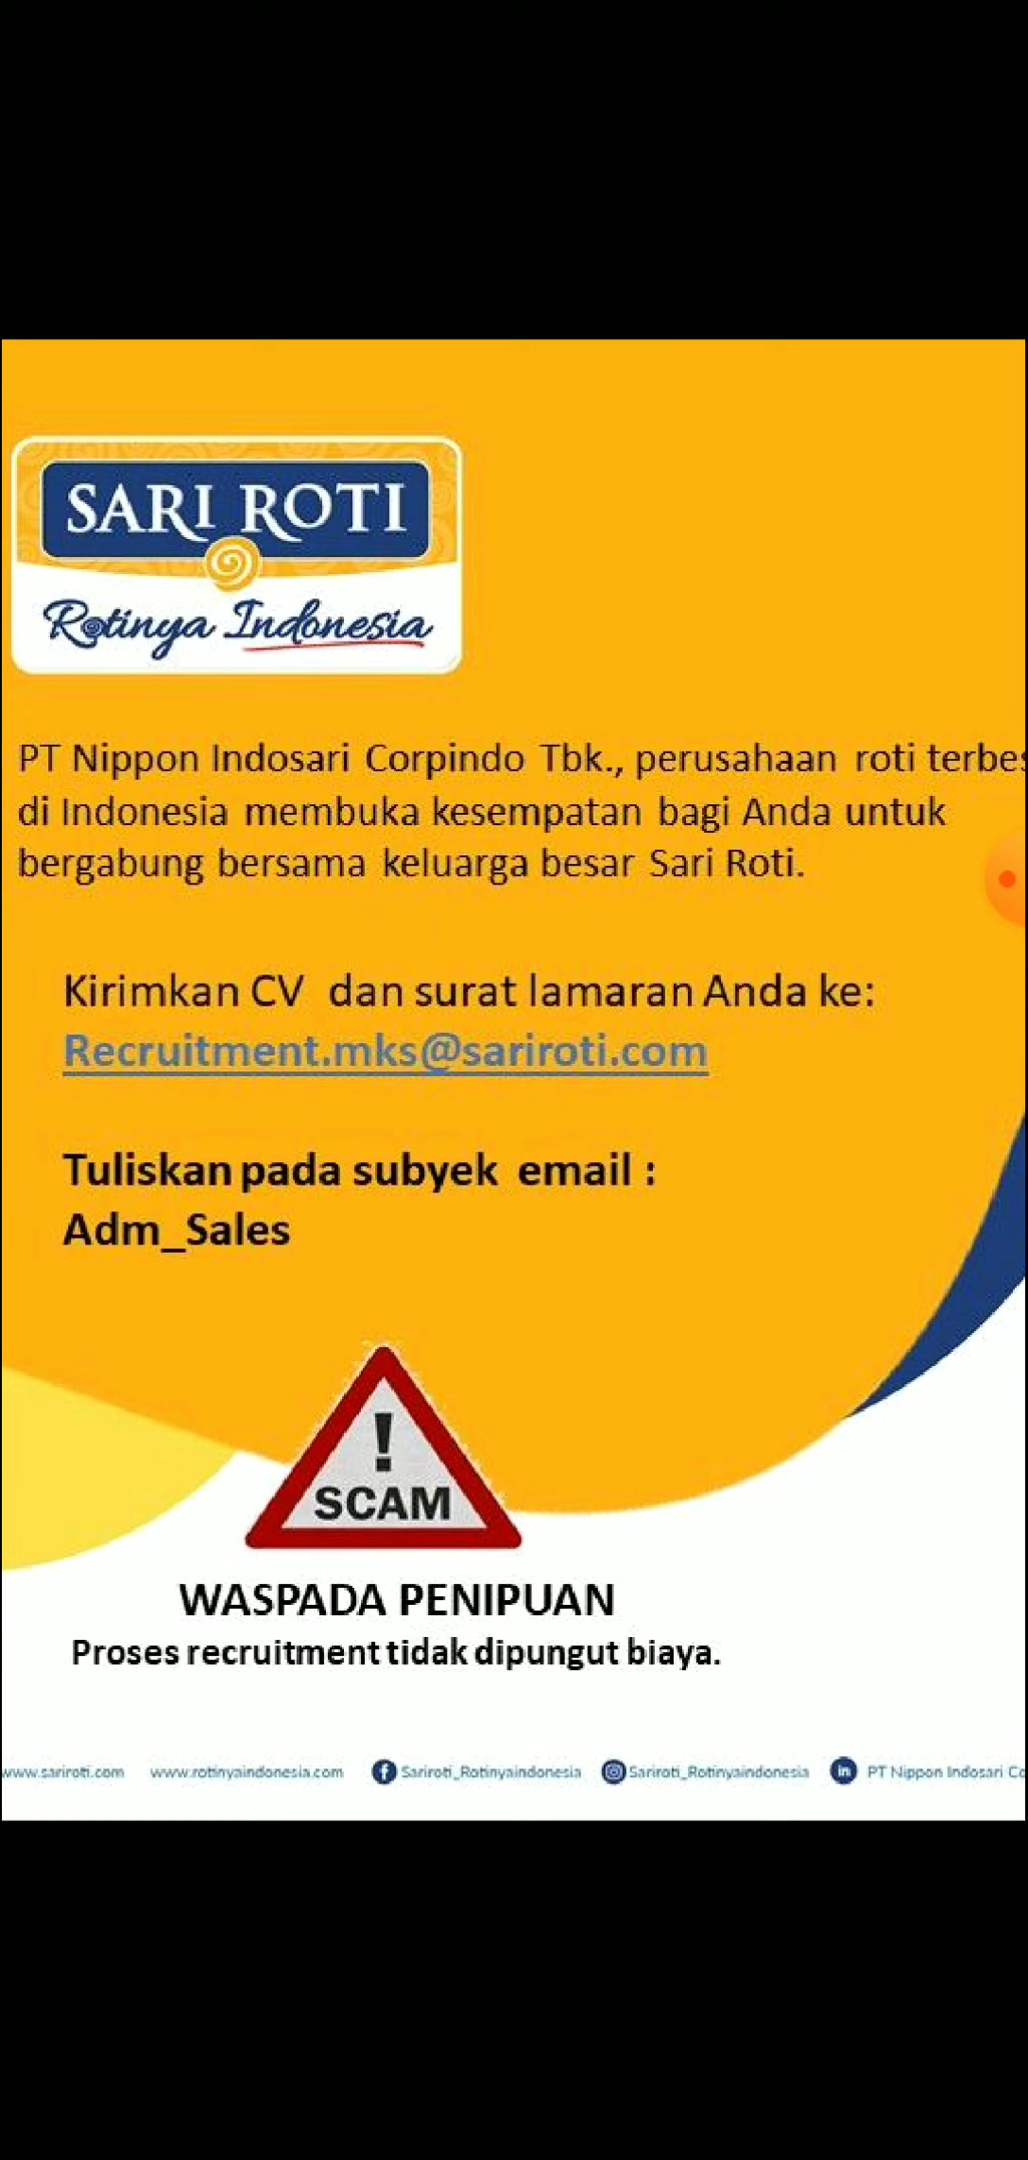 SARI ROTI
Rotinya Indonesia
PT Nippon Indosari Corpindo Tbk., perusahaan roti terbes
di Indonesia membuka kesempatan bagi Anda untuk
bergabung bersama keluarga besar Sari Roti.
Kirimkan CV dan surat lamaran Anda ke:
Recruitment.mks@sariroti.com
Tuliskan pada subyek email :
Adm_Sales
!
SCAM
WASPADA PENIPUAN
Proses recruitment tidak dipungut biaya.
www.sariroti.com www.rotinyaindonesia.com f Sariroti_Rotinyaindonesia Sariroti_Rotinyaindonesia in PT Nippon Indosari Co